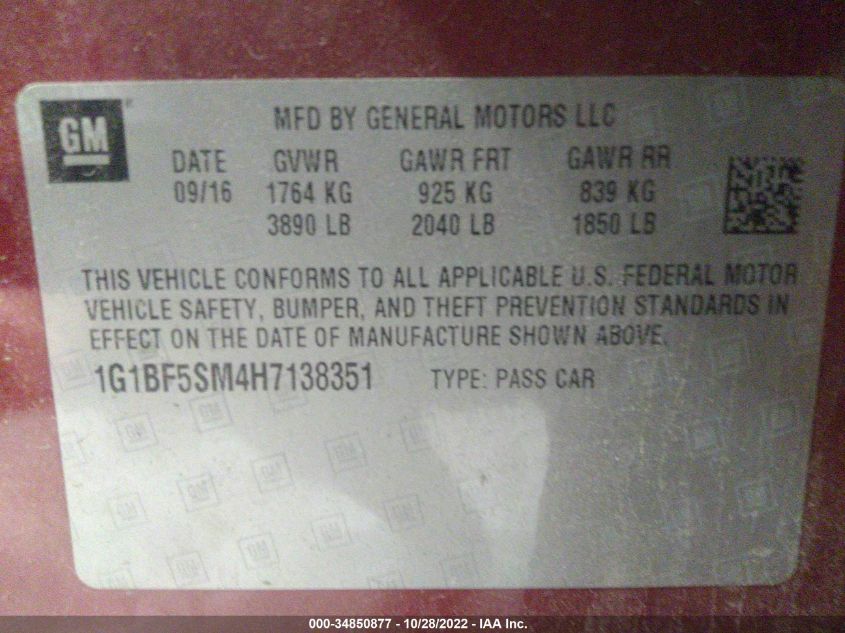 GM
MFD BY GENERAL MOTORS LLC
DATE GVWR GAWR FRT GAWR RR
09/16 1764 KG 925 KG 839 KG
3890 LB 2040 LB 1850 LB
THIS VEHICLE CONFORMS TO ALL APPLICABLE U.S. FEDERAL MOTOR
VEHICLE SAFETY, BUMPER, AND THEFT PREVENTION STANDARDS IN
EFFECT ON THE DATE OF MANUFACTURE SHOWN ABOVE.
1G1BF5SM4H7138351 TYPE: PASS CAR
000-34850877 - 10/28/2022 - IAA Inc.